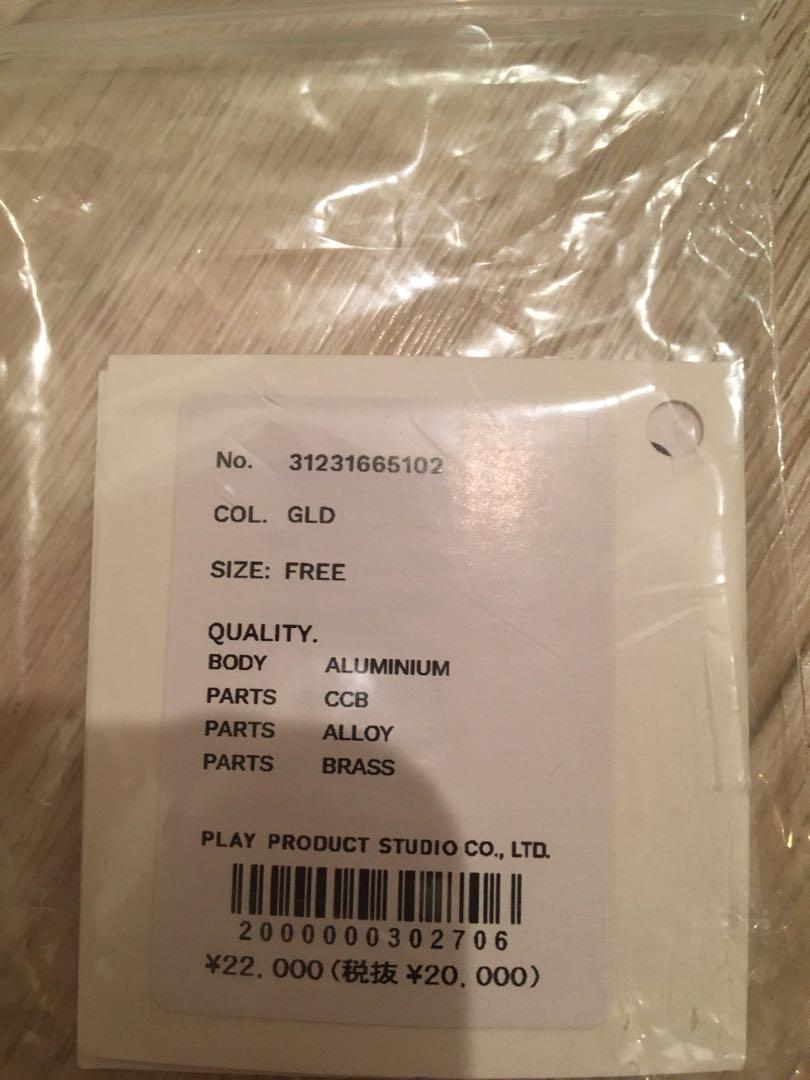 No. 31231665102
COL. GLD
SIZE: FREE
QUALITY.
BODY ALUMINIUM
PARTS CCB
PARTS ALLOY
PARTS BRASS
PLAY PRODUCT STUDIO CO., LTD.
2000000302706
¥22.000(税抜 ¥20.000)